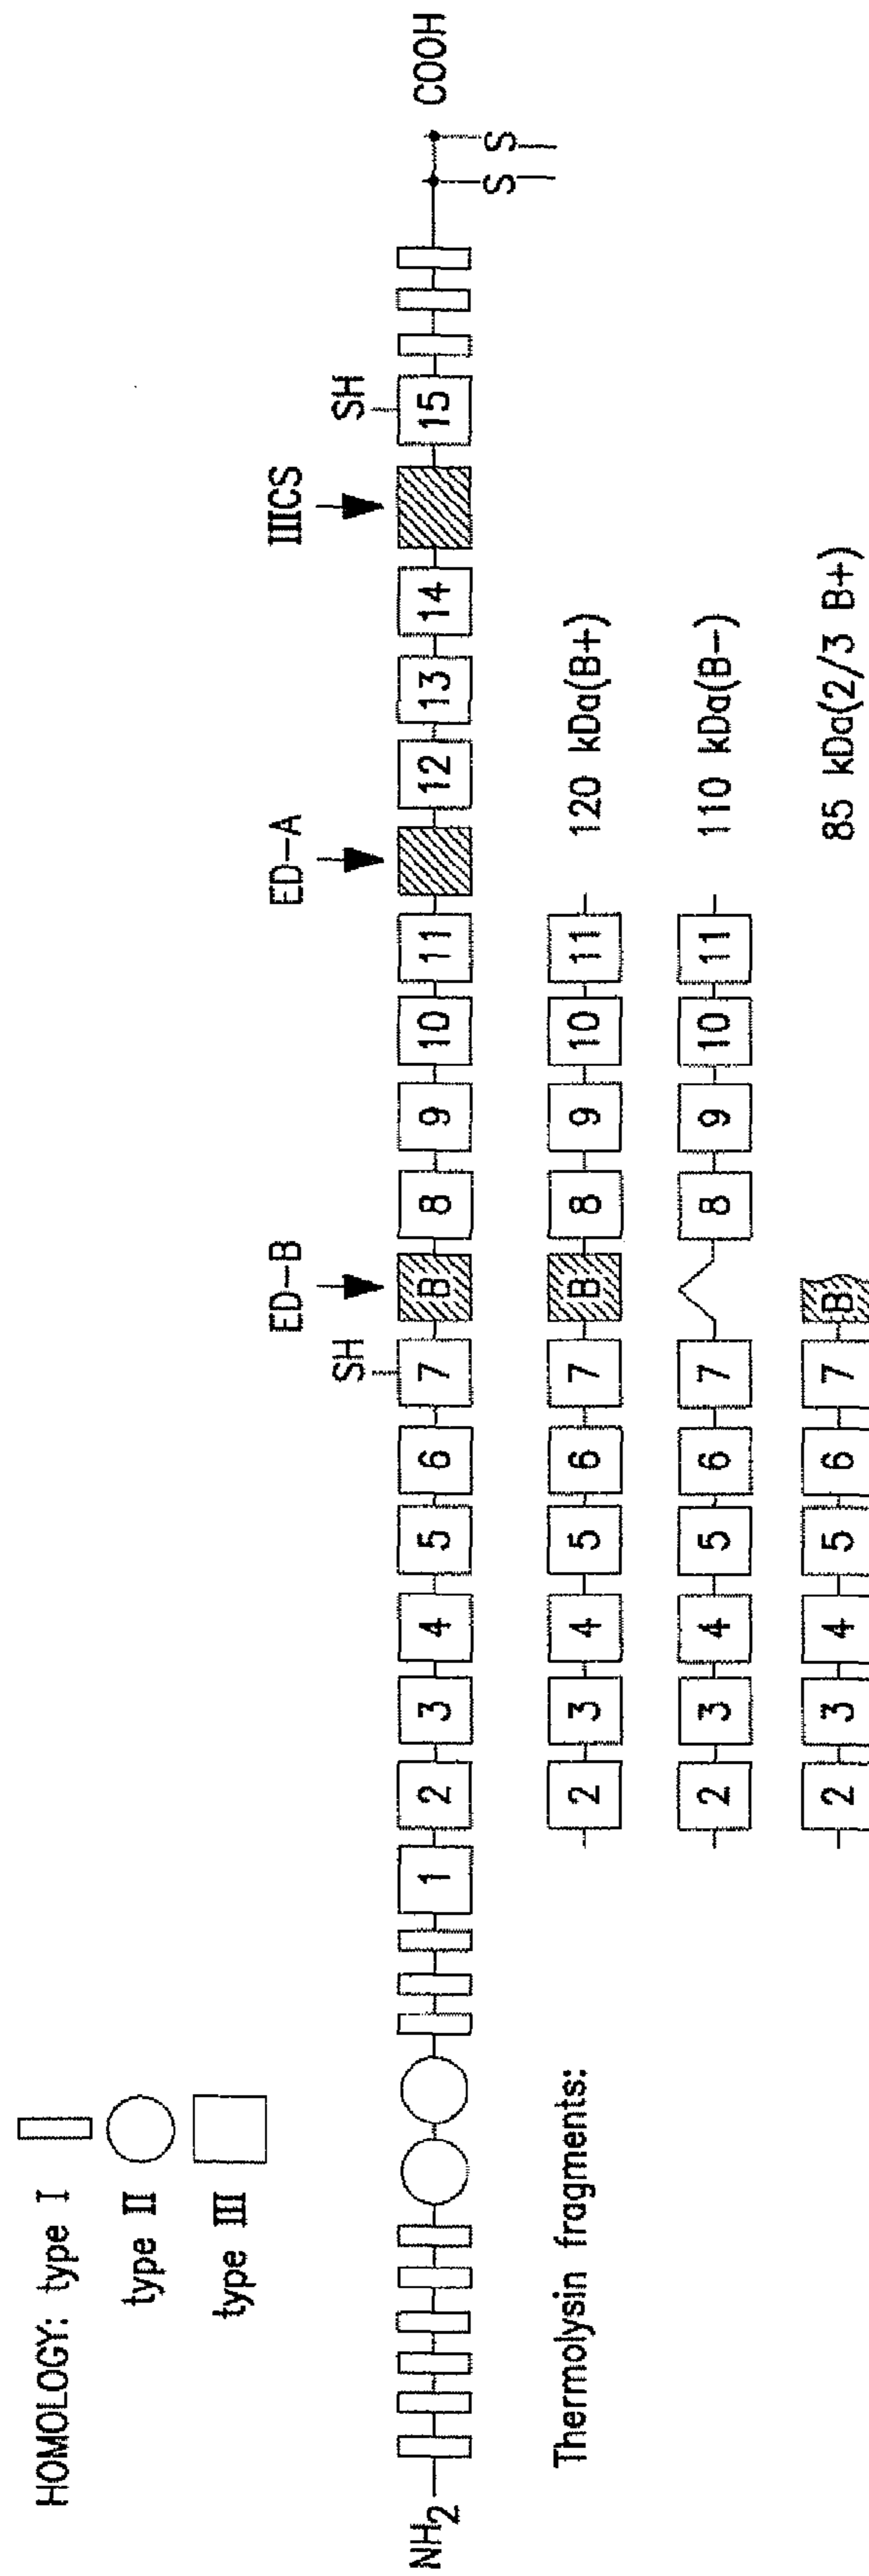 HOMOLOGY: type I
type II
type III
ED-B
ED-A
IIICS
SH
SH
NH2
1 2 3 4 5 6 7 B 8 9 10 11 12 13 14 15
COOH
S
S
Thermolysin fragments:
2 3 4 5 6 7 B 8 9 10 11 120 kDa(B+)
2 3 4 5 6 7 8 9 10 11 110 kDa(B-)
2 3 4 5 6 7 B 85 kDa(2/3 B+)